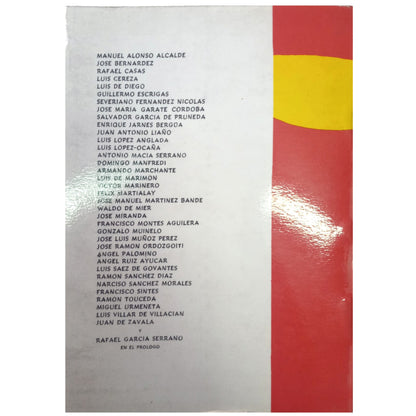 MANUEL ALONSO ALCALDE
JOSE BERNARDEZ
RAFAEL CASAS
LUIS CEREZA
LUIS DE DIEGO
GUILLERMO ESCRIGAS
SEVERIANO FERNANDEZ NICOLAS
JOSE MARIA GARATE CORDOBA
SALVADOR GARCIA DE PRUNEDA
ENRIQUE JARNES BERGOA
JUAN ANTONIO LIAÑO
LUIS LOPEZ ANGLADA
LUIS LOPEZ-OCAÑA
ANTONIO MACIA SERRANO
DOMINGO MANFREDI
ARMANDO MARCHANTE
LUIS DE MARIMON
VICTOR MARINERO
FELIX MARTIALAY
JOSE MANUEL MARTINEZ BANDE
WALDO DE MIER
JOSE MIRANDA
FRANCISCO MONTES AGUILERA
GONZALO MUINELO
JOSE LUIS MUÑOZ PEREZ
JOSE RAMON ORDOZGOITI
ANGEL PALOMINO
ANGEL RUIZ AYUCAR
LUIS SAEZ DE GOVANTES
RAMON SANCHEZ DIAZ
NARCISO SANCHEZ MORALES
FRANCISCO SINTES
RAMON TOUCEDA
MIGUEL URMENETA
LUIS VILLAR DE VILLACIAN
JUAN DE ZAVALA
Y
RAFAEL GARCIA SERRANO
EN EL PROLOGO